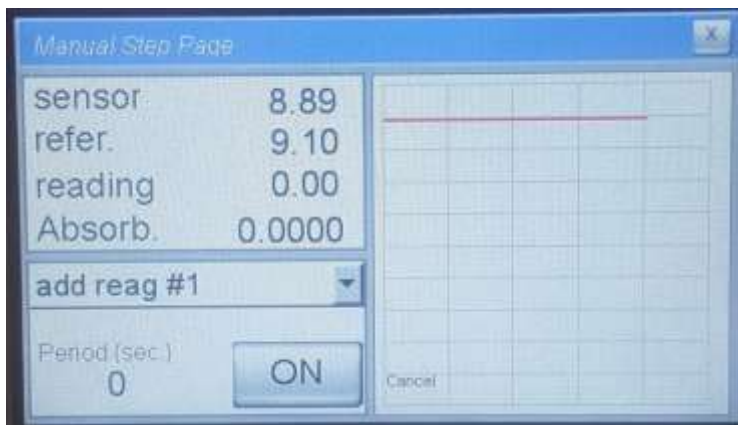 Manual Step Page
X
sensor 8.89
refer. 9.10
reading 0.00
Absorb. 0.0000
add reag #1
Period (sec.)
0
ON
Cancel